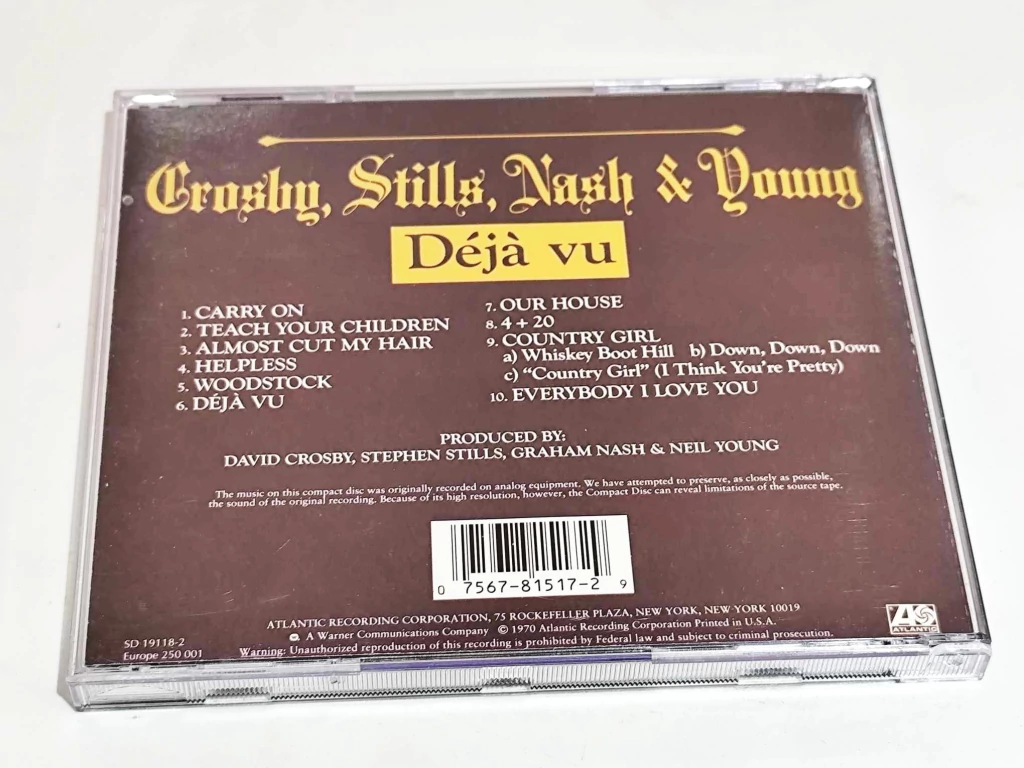 Crosby, Stills, Nash & Young
Déjà vu
1. CARRY ON
2. TEACH YOUR CHILDREN
3. ALMOST CUT MY HAIR
4. HELPLESS
5. WOODSTOCK
6. DÉJÀ VU
7. OUR HOUSE
8. 4 + 20
9. COUNTRY GIRL
a) Whiskey Boot Hill b) Down, Down, Down
c) "Country Girl" (I Think You're Pretty)
10. EVERYBODY I LOVE YOU
PRODUCED BY:
DAVID CROSBY, STEPHEN STILLS, GRAHAM NASH & NEIL YOUNG
The music on this compact disc was originally recorded on analog equipment. We have attempted to preserve, as closely as possible,
the sound of the original recording. Because of its high resolution, however, the Compact Disc can reveal limitations of the source tape.
0 7567-81517-2 9
ATLANTIC RECORDING CORPORATION, 75 ROCKEFELLER PLAZA, NEW YORK, NEW YORK 10019
A Warner Communications Company © 1970 Atlantic Recording Corporation Printed in U.S.A.
Warning: Unauthorized reproduction of this recording is prohibited by Federal law and subject to criminal prosecution.
SD 19118-2
Europe 250 001
ATLANTIC